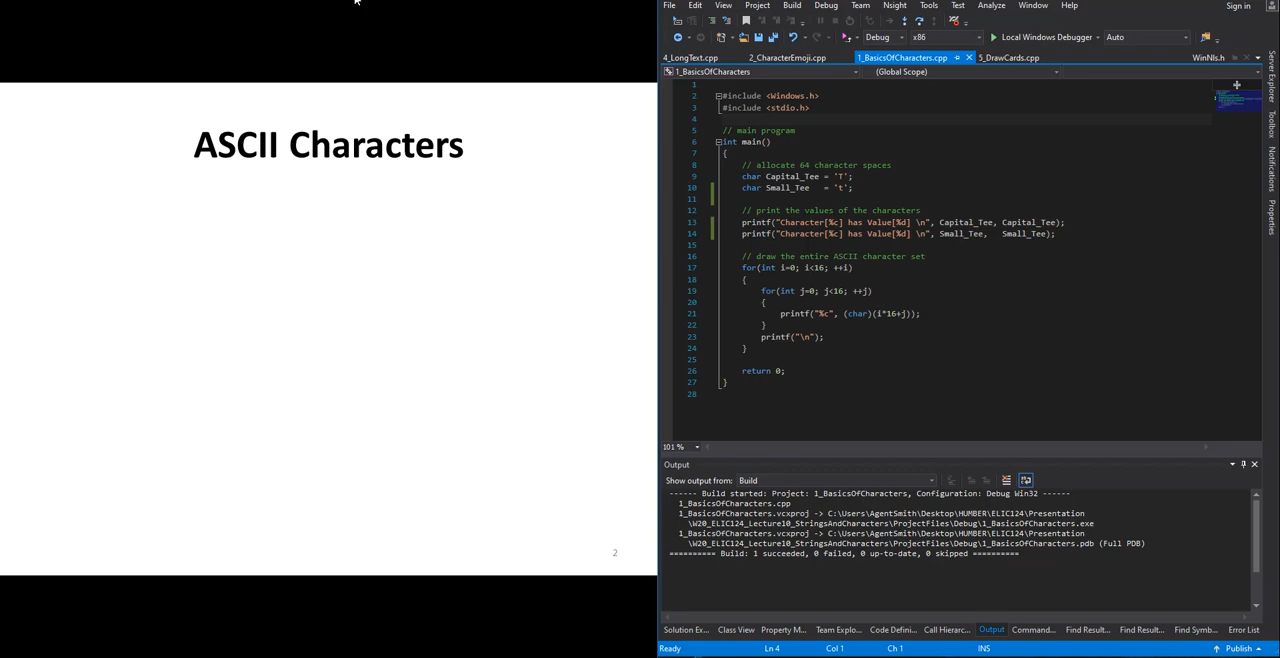 ASCII Characters
2
File Edit View Project Build Debug Team Nsight Tools Test Analyze Window Help Sign in
Debug x86 Local Windows Debugger Auto
4_LongText.cpp 2_CharacterEmoji.cpp 1_BasicsOfCharacters.cpp 5_DrawCards.cpp WinNls.h
1_BasicsOfCharacters (Global Scope)
1
2 #include <Windows.h>
3 #include <stdio.h>
4
5 // main program
6 int main()
7 {
8 // allocate 64 character spaces
9 char Capital_Tee = 'T';
10 char Small_Tee = 't';
11
12 // print the values of the characters
13 printf("Character[%c] has Value[%d] \n", Capital_Tee, Capital_Tee);
14 printf("Character[%c] has Value[%d] \n", Small_Tee, Small_Tee);
15
16 // draw the entire ASCII character set
17 for(int i=0; i<16; ++i)
18 {
19 for(int j=0; j<16; ++j)
20 {
21 printf("%c", (char)(i*16+j));
22 }
23 printf("\n");
24 }
25
26 return 0;
27 }
28
101 %
Output
Show output from: Build
------ Build started: Project: 1_BasicsOfCharacters, Configuration: Debug Win32 ------
1_BasicsOfCharacters.cpp
1_BasicsOfCharacters.vcxproj -> C:\Users\AgentSmith\Desktop\HUMBER\ELIC124\Presentation
\W20_ELIC124_Lecture10_StringsAndCharacters\ProjectFiles\Debug\1_BasicsOfCharacters.exe
1_BasicsOfCharacters.vcxproj -> C:\Users\AgentSmith\Desktop\HUMBER\ELIC124\Presentation
\W20_ELIC124_Lecture10_StringsAndCharacters\ProjectFiles\Debug\1_BasicsOfCharacters.pdb (Full PDB)
========== Build: 1 succeeded, 0 failed, 0 up-to-date, 0 skipped ==========
Solution Ex... Class View Property M... Team Explo... Code Defini... Call Hierarc... Output Command... Find Result... Find Result... Find Symb... Error List
Ready Ln 4 Col 1 Ch 1 INS Publish
Server Explorer
Toolbox
Notifications
Properties